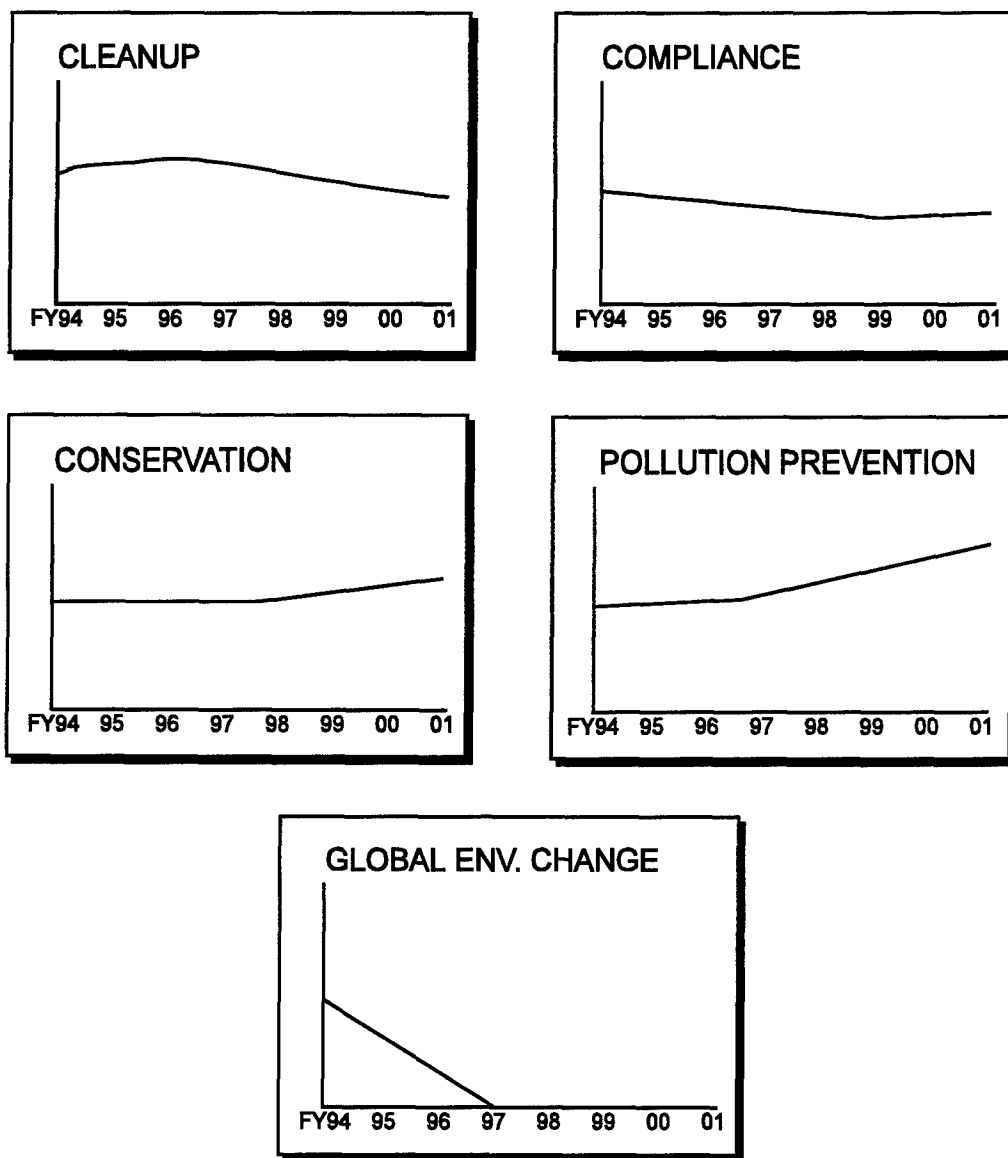 CLEANUP
FY94 95 96 97 98 99 00 01
COMPLIANCE
FY94 95 96 97 98 99 00 01
CONSERVATION
FY94 95 96 97 98 99 00 01
POLLUTION PREVENTION
FY94 95 96 97 98 99 00 01
GLOBAL ENV. CHANGE
FY94 95 96 97 98 99 00 01